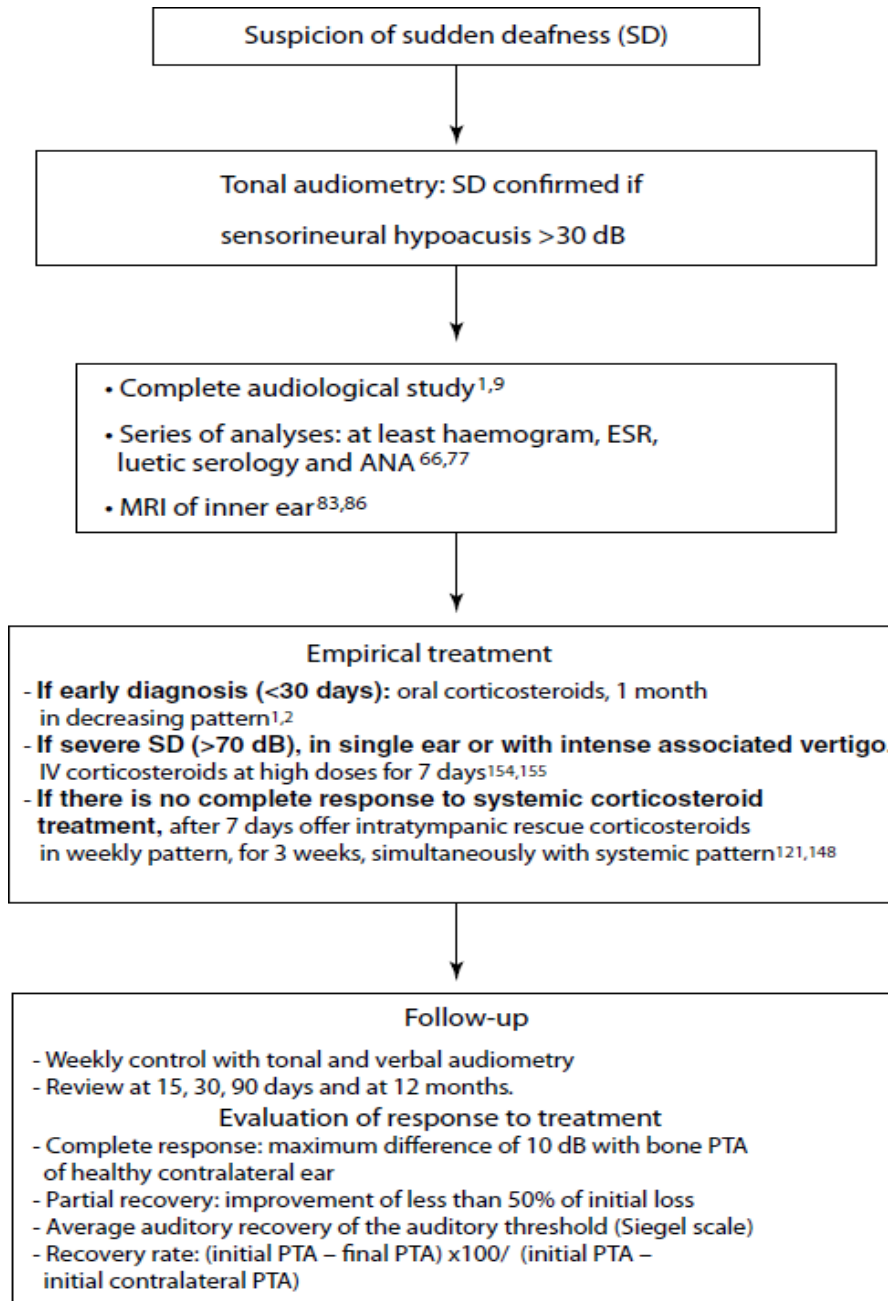 Suspicion of sudden deafness (SD)
Tonal audiometry: SD confirmed if
sensorineural hypoacusis >30 dB
• Complete audiological study1,9
• Series of analyses: at least haemogram, ESR,
luetic serology and ANA 66,77
• MRI of inner ear83,86
Empirical treatment
- If early diagnosis (<30 days): oral corticosteroids, 1 month
in decreasing pattern1,2
- If severe SD (>70 dB), in single ear or with intense associated vertigo.
IV corticosteroids at high doses for 7 days154,155
- If there is no complete response to systemic corticosteroid
treatment, after 7 days offer intratympanic rescue corticosteroids
in weekly pattern, for 3 weeks, simultaneously with systemic pattern121,148
Follow-up
- Weekly control with tonal and verbal audiometry
- Review at 15, 30, 90 days and at 12 months.
Evaluation of response to treatment
- Complete response: maximum difference of 10 dB with bone PTA
of healthy contralateral ear
- Partial recovery: improvement of less than 50% of initial loss
- Average auditory recovery of the auditory threshold (Siegel scale)
- Recovery rate: (initial PTA – final PTA) x100/ (initial PTA –
initial contralateral PTA)